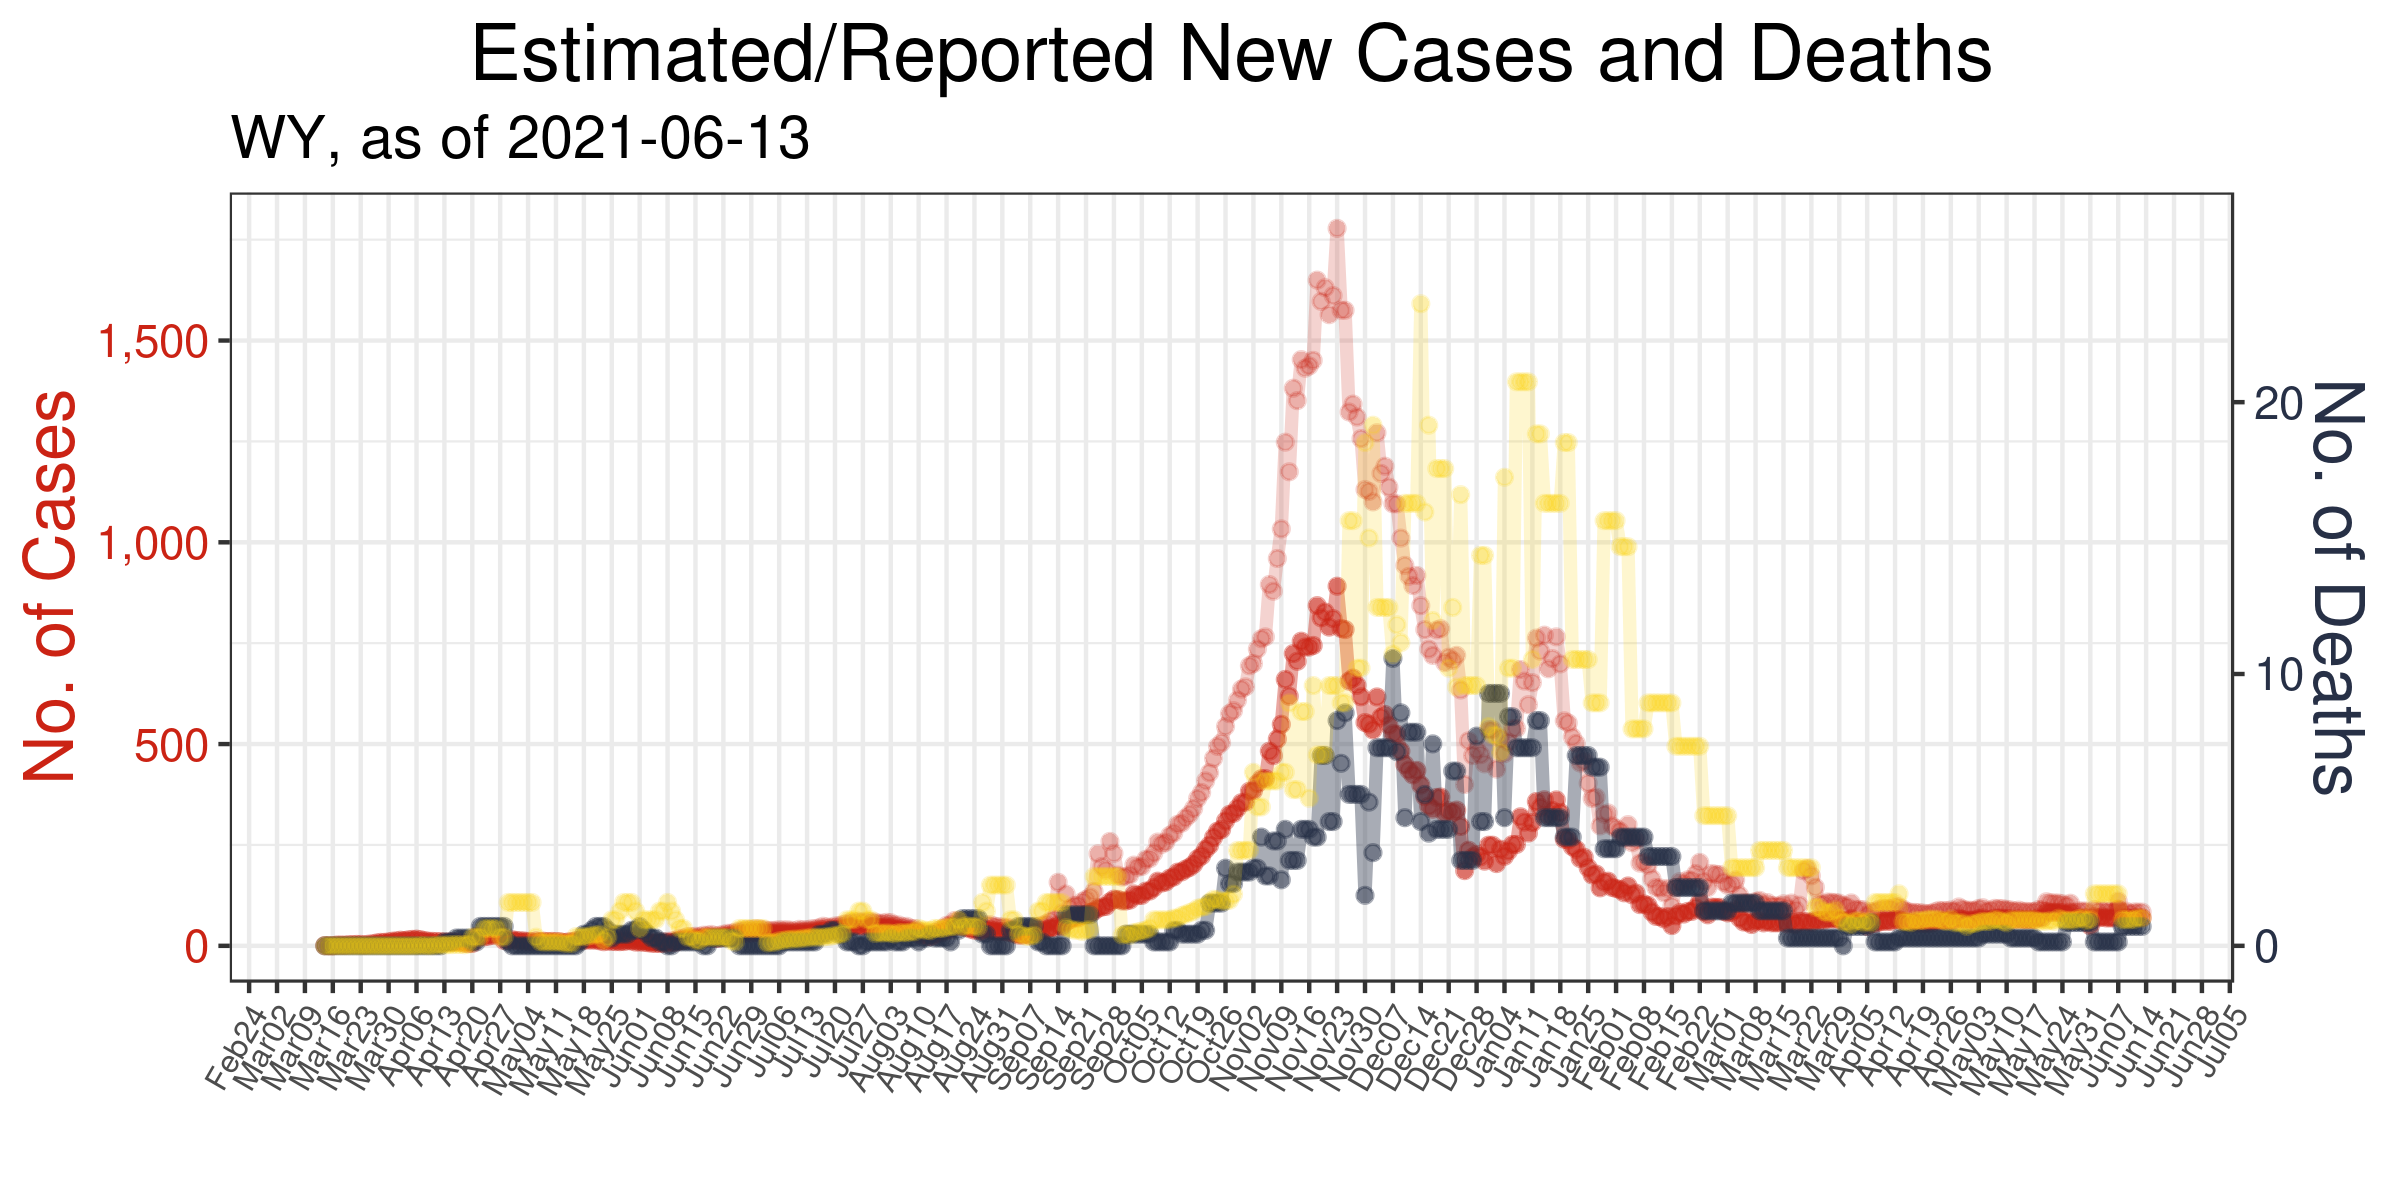 Estimated/Reported New Cases and Deaths
WY, as of 2021-06-13
No. of Cases
1,500
1,000
500
0
20
10
0
No. of Deaths
Feb24
Mar02
Mar09
Mar16
Mar23
Mar30
Apr06
Apr13
Apr20
Apr27
May04
May11
May18
May25
Jun01
Jun08
Jun15
Jun22
Jun29
Jul06
Jul13
Jul20
Jul27
Aug03
Aug10
Aug17
Aug24
Aug31
Sep07
Sep14
Sep21
Sep28
Oct05
Oct12
Oct19
Oct26
Nov02
Nov09
Nov16
Nov23
Nov30
Dec07
Dec14
Dec21
Dec28
Jan04
Jan11
Jan18
Jan25
Feb01
Feb08
Feb15
Feb22
Mar01
Mar08
Mar15
Mar22
Mar29
Apr05
Apr12
Apr19
Apr26
May03
May10
May17
May24
May31
Jun07
Jun14
Jun21
Jun28
Jul05